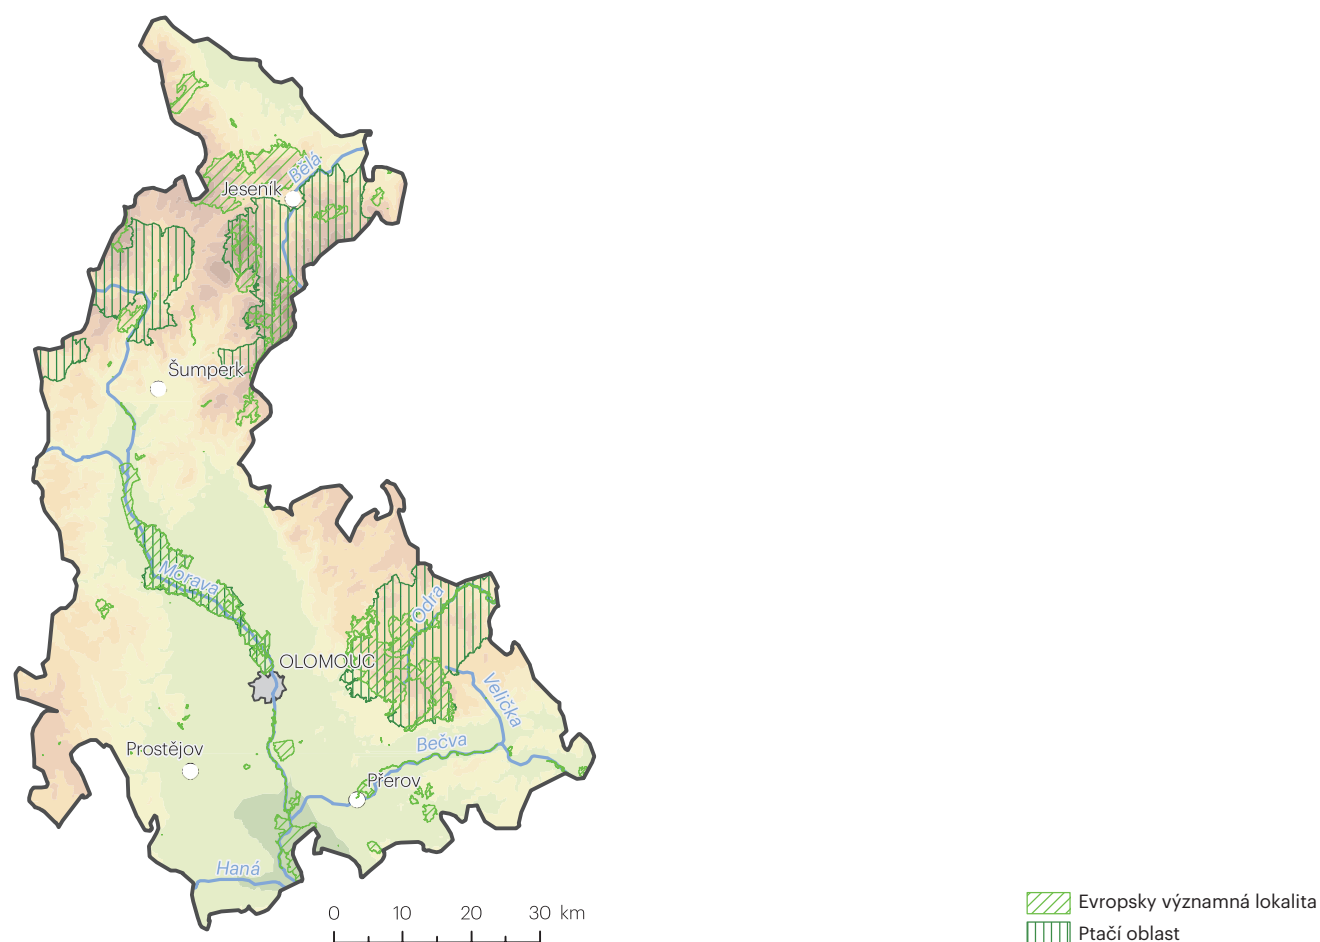 Bělá
Jeseník
Šumperk
Morava
Odra
OLOMOUC
Velička
Bečva
Prostějov
Přerov
Haná
0 10 20 30 km
Evropsky významná lokalita
Ptačí oblast